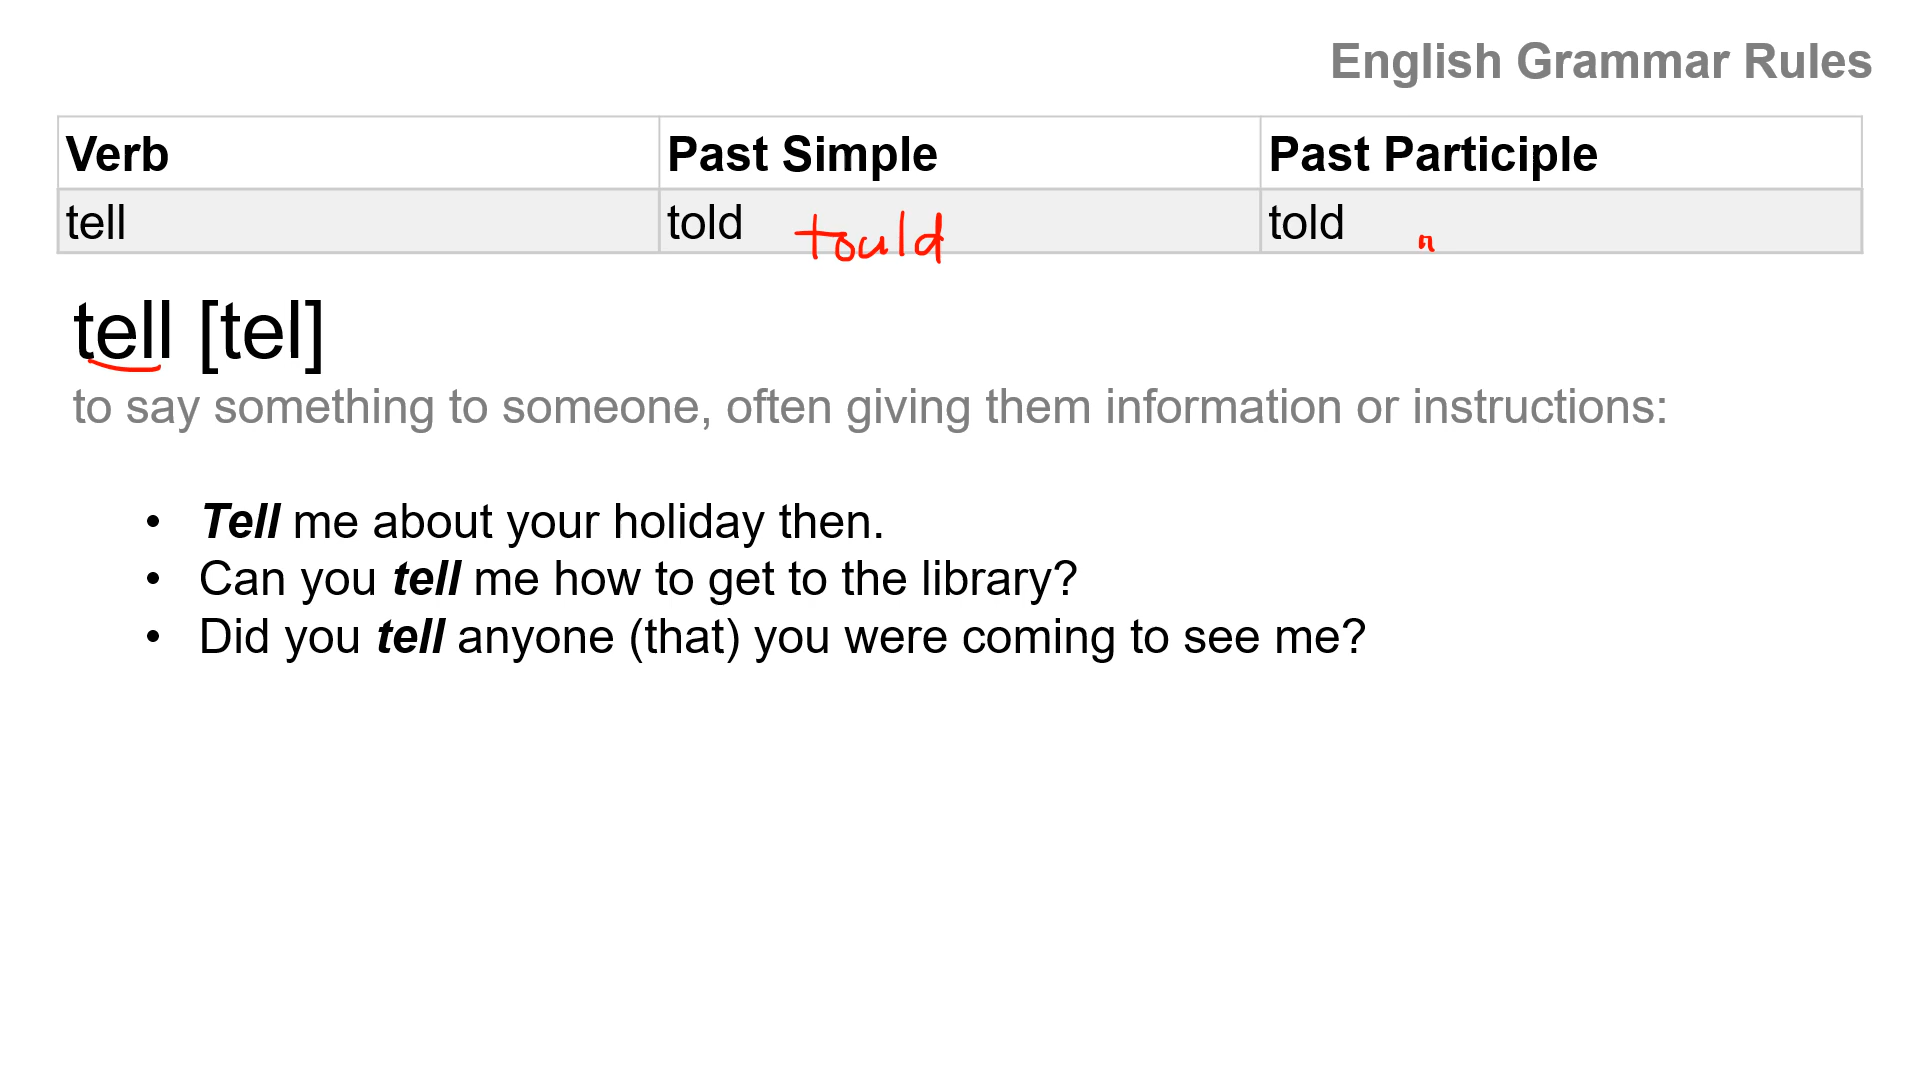 English Grammar Rules
Verb Past Simple Past Participle
tell told tould told "
tell [tel]
to say something to someone, often giving them information or instructions:
• Tell me about your holiday then.
• Can you tell me how to get to the library?
• Did you tell anyone (that) you were coming to see me?